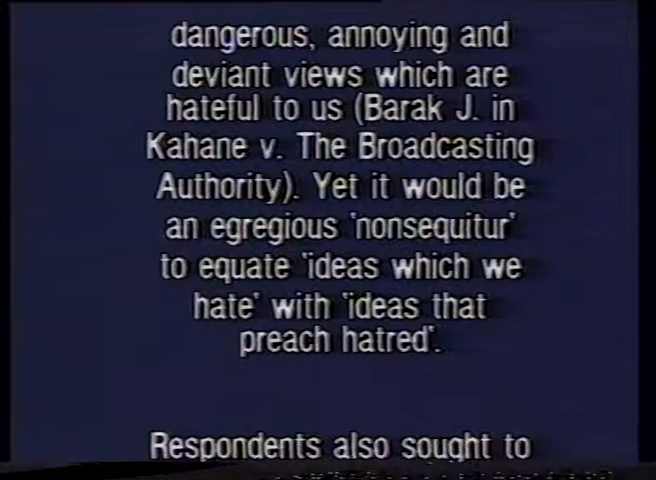 dangerous, annoying and
deviant views which are
hateful to us (Barak J. in
Kahane v. The Broadcasting
Authority). Yet it would be
an egregious 'nonsequitur'
to equate 'ideas which we
hate' with 'ideas that
preach hatred'.
Respondents also sought to